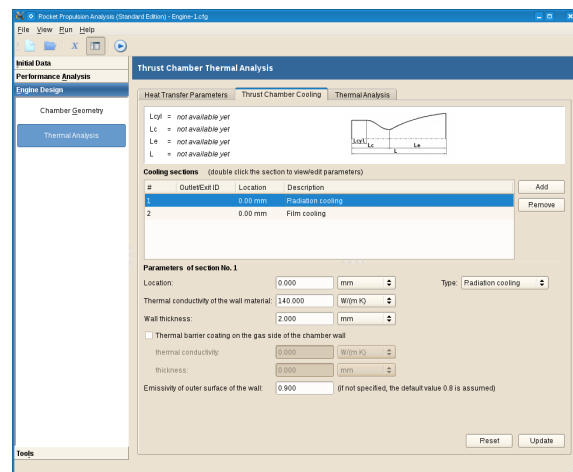 Rocket Propulsion Analysis (Standard Edition) - Engine-1.cfg
File View Run Help
X
Initial Data
Performance Analysis
Engine Design
Chamber Geometry
Thermal Analysis
Tools
Thrust Chamber Thermal Analysis
Heat Transfer Parameters Thrust Chamber Cooling Thermal Analysis
Lcyl = not available yet
Lc = not available yet
Le = not available yet
L = not available yet
Lcyl Lc Le
L
Cooling sections (double click the section to view/edit parameters)
# Outlet/Exit ID Location Description
1 0.00 mm Radiation cooling
2 0.00 mm Film cooling
Add
Remove
Parameters of section No. 1
Location: 0.000 mm Type: Radiation cooling
Thermal conductivity of the wall material: 140.000 W/(m K)
Wall thickness: 2.000 mm
Thermal barrier coating on the gas side of the chamber wall
thermal conductivity: 0.000 W/(m K)
thickness: 0.000 mm
Emissivity of outer surface of the wall: 0.900 (if not specified, the default value 0.8 is assumed)
Reset Update